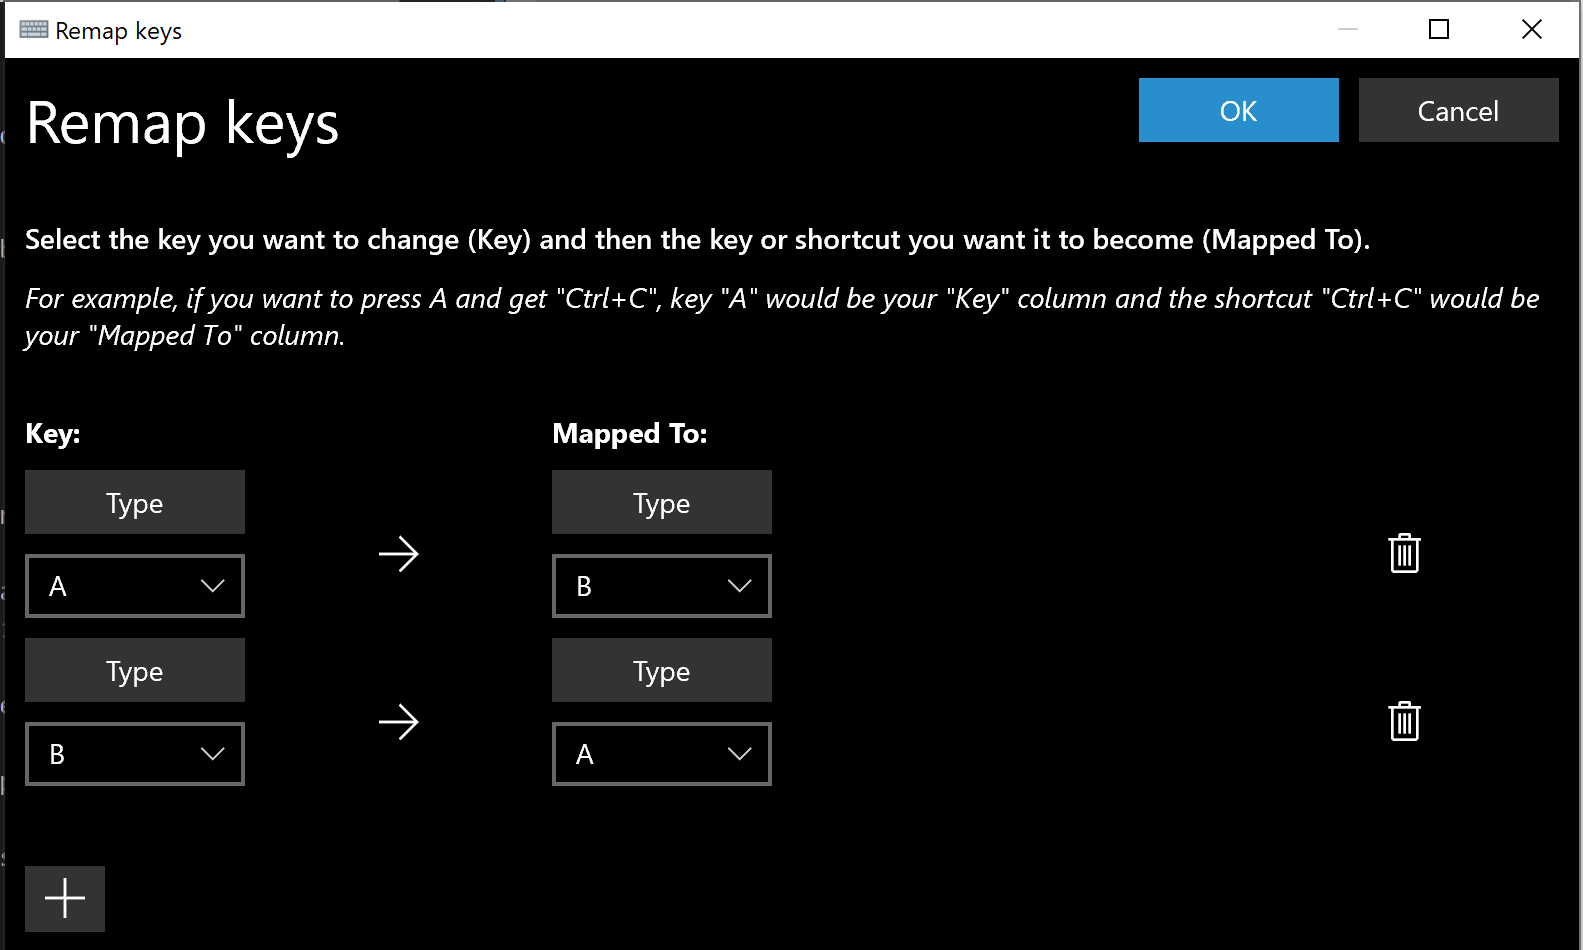 Remap keys
Remap keys
OK
Cancel
Select the key you want to change (Key) and then the key or shortcut you want it to become (Mapped To).
For example, if you want to press A and get "Ctrl+C", key "A" would be your "Key" column and the shortcut "Ctrl+C" would be
your "Mapped To" column.
Key:
Mapped To:
Type
Type
A
B
Type
Type
B
A